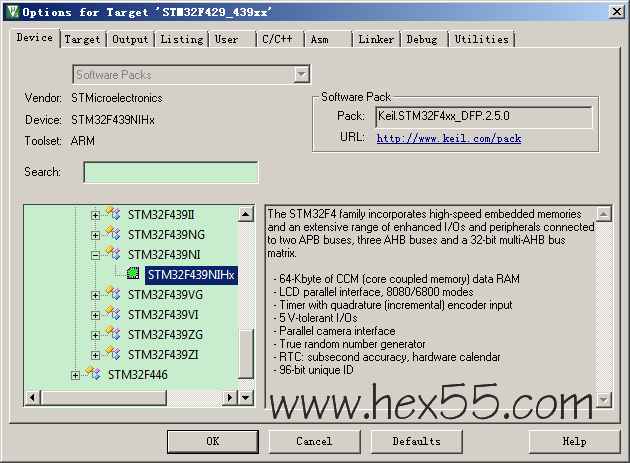 Options for Target 'STM32F429_439xx'
Device Target Output Listing User C/C++ Asm Linker Debug Utilities
Software Packs
Vendor: STMicroelectronics
Device: STM32F439NIHx
Toolset: ARM
Search:
Software Pack
Pack: Keil.STM32F4xx_DFP.2.5.0
URL: http://www.keil.com/pack
STM32F439II
STM32F439NG
STM32F439NI
STM32F439NIHx
STM32F439VG
STM32F439VI
STM32F439ZG
STM32F439ZI
STM32F446
The STM32F4 family incorporates high-speed embedded memories
and an extensive range of enhanced I/Os and peripherals connected
to two APB buses, three AHB buses and a 32-bit multi-AHB bus
matrix.
- 64-Kbyte of CCM (core coupled memory) data RAM
- LCD parallel interface, 8080/6800 modes
- Timer with quadrature (incremental) encoder input
- 5 V-tolerant I/Os
- Parallel camera interface
- True random number generator
- RTC: subsecond accuracy, hardware calendar
- 96-bit unique ID
www.hex55.com
OK Cancel Defaults Help